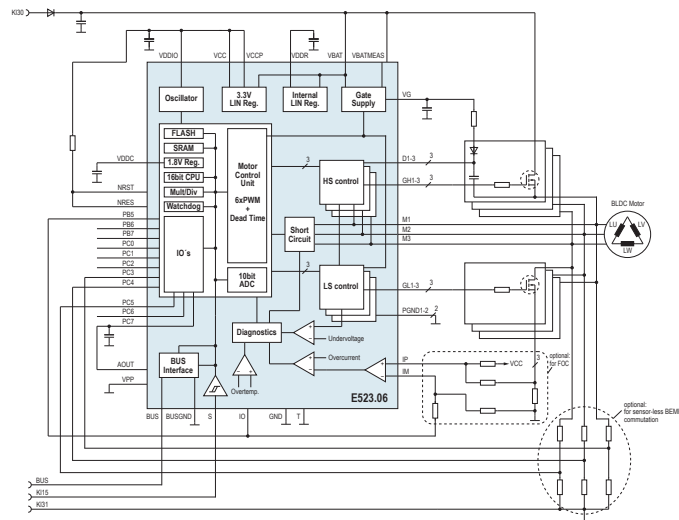 Kl30
VDDIO
VCC
VCCP
VDDR
VBAT
VBATMEAS
Oscillator
3.3V
LIN Reg.
Internal
LIN Reg.
Gate
Supply
VG
FLASH
SRAM
1.8V Reg.
16bit CPU
Mult/Div
Watchdog
IO´s
Motor
Control
Unit
6xPWM
+
Dead Time
10bit
ADC
3
HS control
Short
Circuit
3
LS control
Diagnostics
BUS
Interface
Undervoltage
Overcurrent
Overtemp.
E523.06
VDDC
NRST
NRES
PB5
PB6
PB7
PC0
PC1
PC2
PC3
PC4
PC5
PC6
PC7
AOUT
VPP
BUS
BUSGND
S
IO
GND
T
D1-3
3
GH1-3
3
M1
M2
M3
GL1-3
3
PGND1-2
2
IP
IM
VCC
3
optional:
for FOC
BLDC Motor
LU
LV
LW
optional:
for sensor-less BEMF
commutation
BUS
Kl15
Kl31